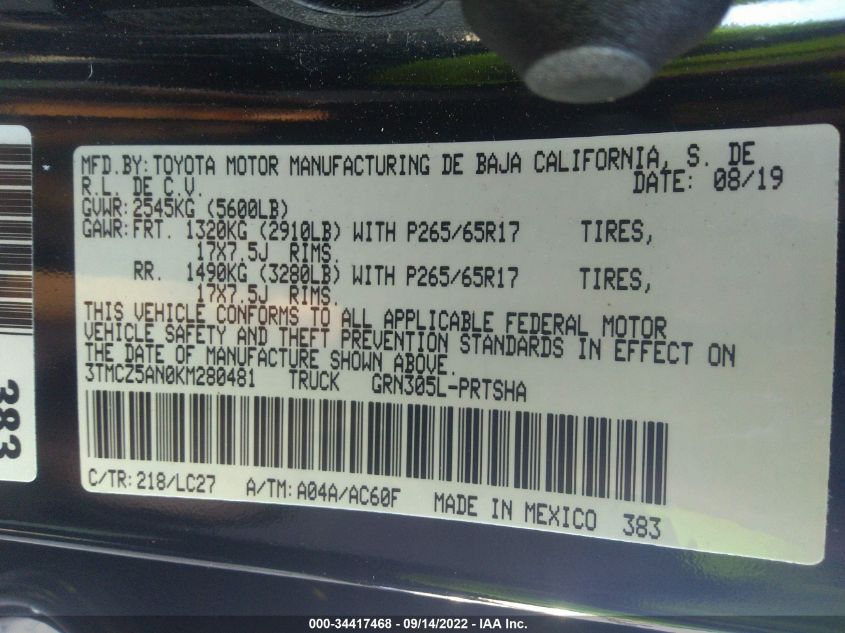 MFD.BY: TOYOTA MOTOR MANUFACTURING DE BAJA CALIFORNIA, S. DE
R.L. DE C.V.
DATE: 08/19
GVWR: 2545KG (5600LB)
GAWR: FRT. 1320KG (2910LB) WITH P265/65R17 TIRES,
17X7.5J RIMS.
RR. 1490KG (3280LB) WITH P265/65R17 TIRES,
17X7.5J RIMS.
THIS VEHICLE CONFORMS TO ALL APPLICABLE FEDERAL MOTOR
VEHICLE SAFETY AND THEFT PREVENTION STANDARDS IN EFFECT ON
THE DATE OF MANUFACTURE SHOWN ABOVE.
3TMCZ5AN0KM280481 TRUCK GRN305L-PRTSHA
C/TR: 218/LC27 A/TM: A04A/AC60F MADE IN MEXICO 383
383
000-34417468 - 09/14/2022 - IAA Inc.